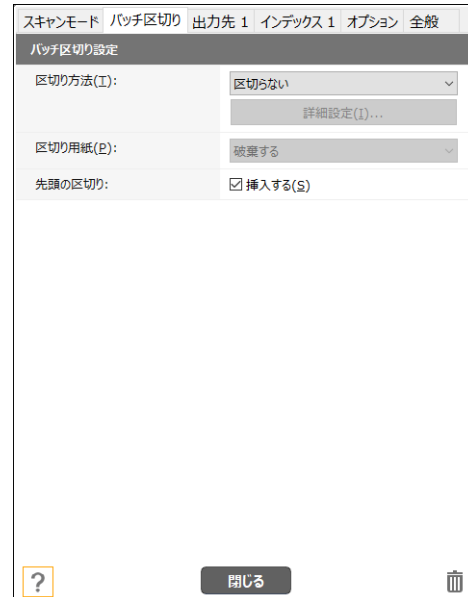 スキャンモード バッチ区切り 出力先 1 インデックス 1 オプション 全般
バッチ区切り設定
区切り方法(T): 区切らない
詳細設定(I)...
区切り用紙(P): 破棄する
先頭の区切り: 挿入する(S)
? 閉じる